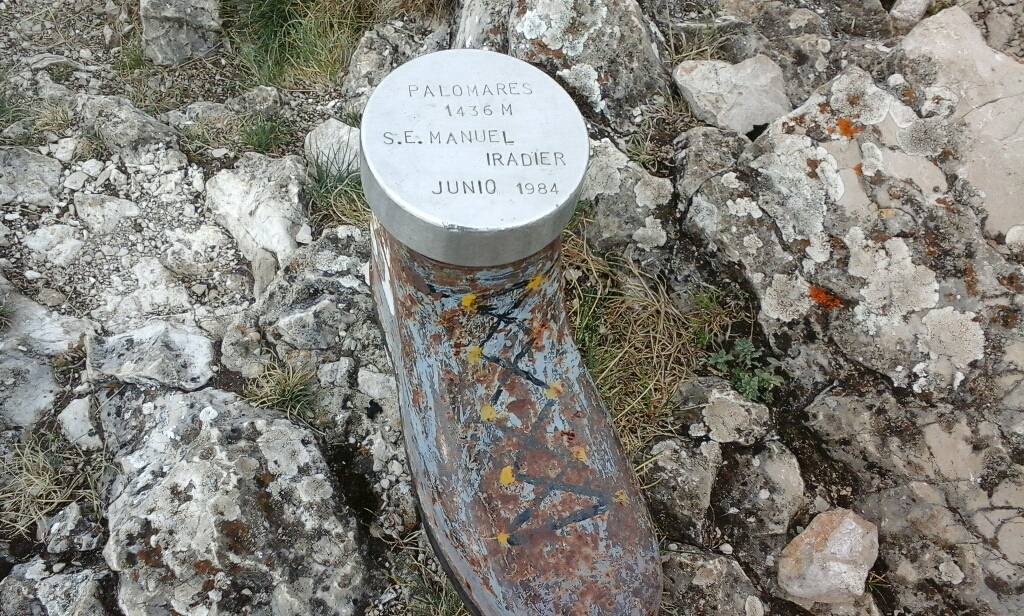 PALOMARES
1436 M
S.E. MANUEL
IRADIER
JUNIO 1984